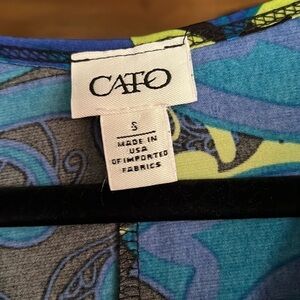 CATO
S
MADE IN
USA
OF IMPORTED
FABRICS